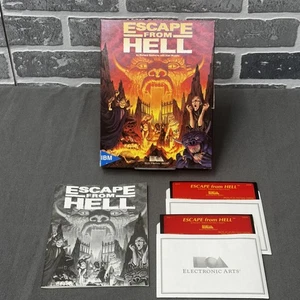 ESCAPE
FROM
HELL
IBM
ESCAPE
FROM
HELL
ESCAPE from HELL
ESCAPE from HELL
ELECTRONIC ARTS